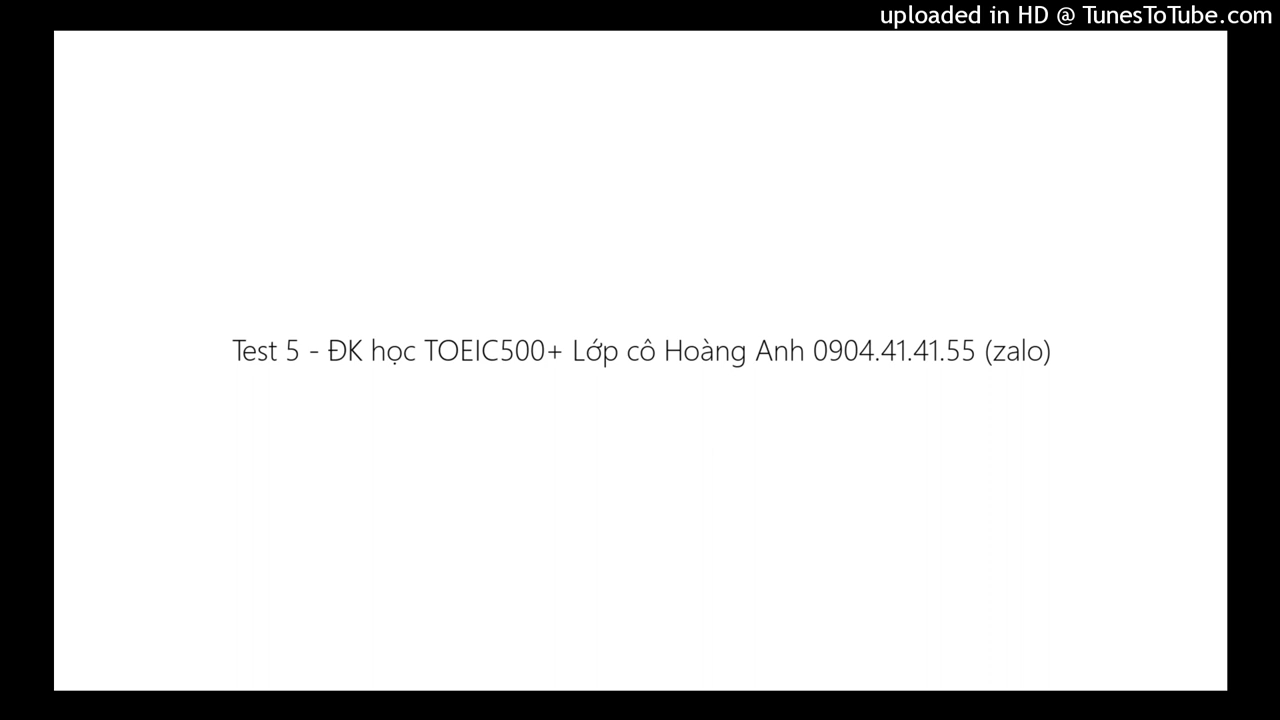 uploaded in HD @ TunesToTube.com
Test 5 - ĐK học TOEIC500+ Lớp cô Hoàng Anh 0904.41.41.55 (zalo)